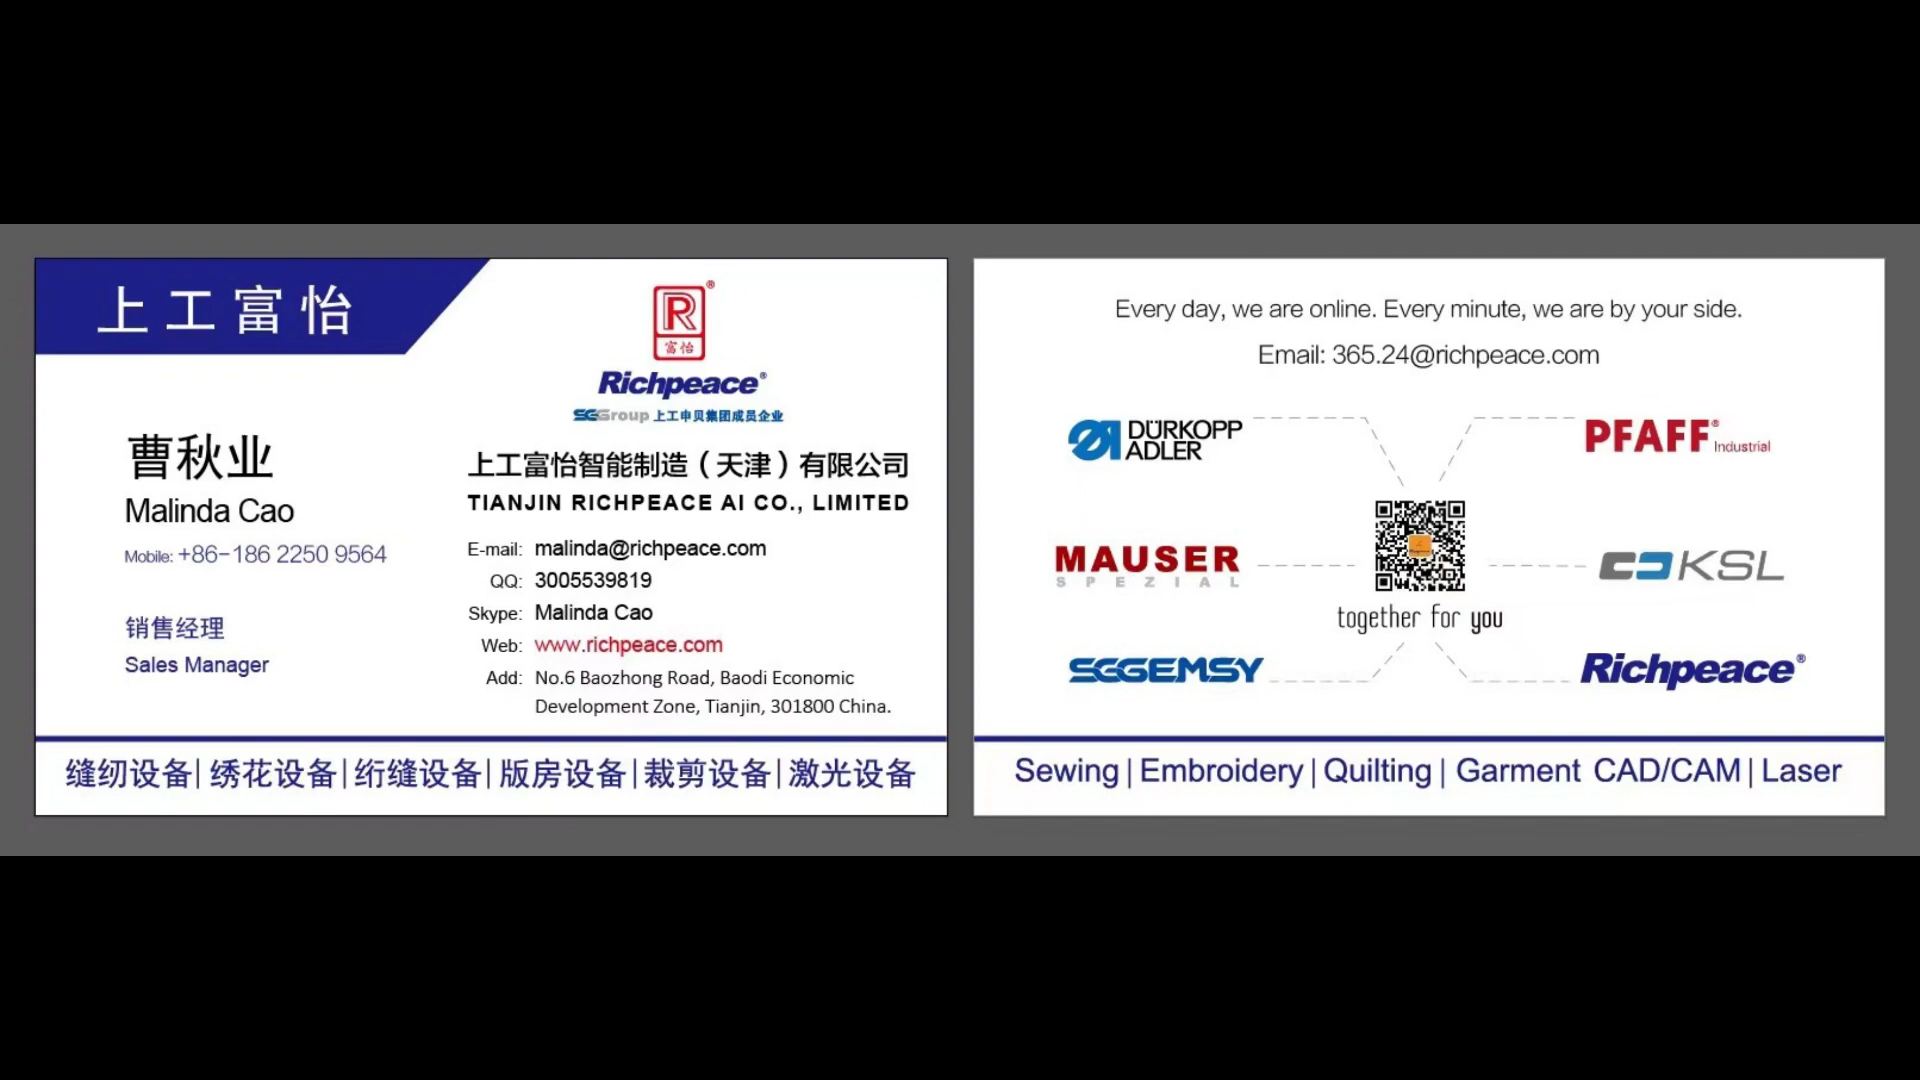 上工富怡
R®
富怡
Richpeace®
SGGroup 上工申贝集团成员企业
曹秋业
Malinda Cao
Mobile: +86-186 2250 9564
销售经理
Sales Manager
上工富怡智能制造（天津）有限公司
TIANJIN RICHPEACE AI CO., LIMITED
E-mail: malinda@richpeace.com
QQ: 3005539819
Skype: Malinda Cao
Web: www.richpeace.com
Add: No.6 Baozhong Road, Baodi Economic
Development Zone, Tianjin, 301800 China.
缝纫设备|绣花设备|绗缝设备|版房设备|裁剪设备|激光设备
Every day, we are online. Every minute, we are by your side.
Email: 365.24@richpeace.com
DÜRKOPP
ADLER
PFAFF® Industrial
MAUSER
SPEZIAL
KSL
together for you
SGGEMSY
Richpeace®
Sewing|Embroidery|Quilting| Garment CAD/CAM|Laser